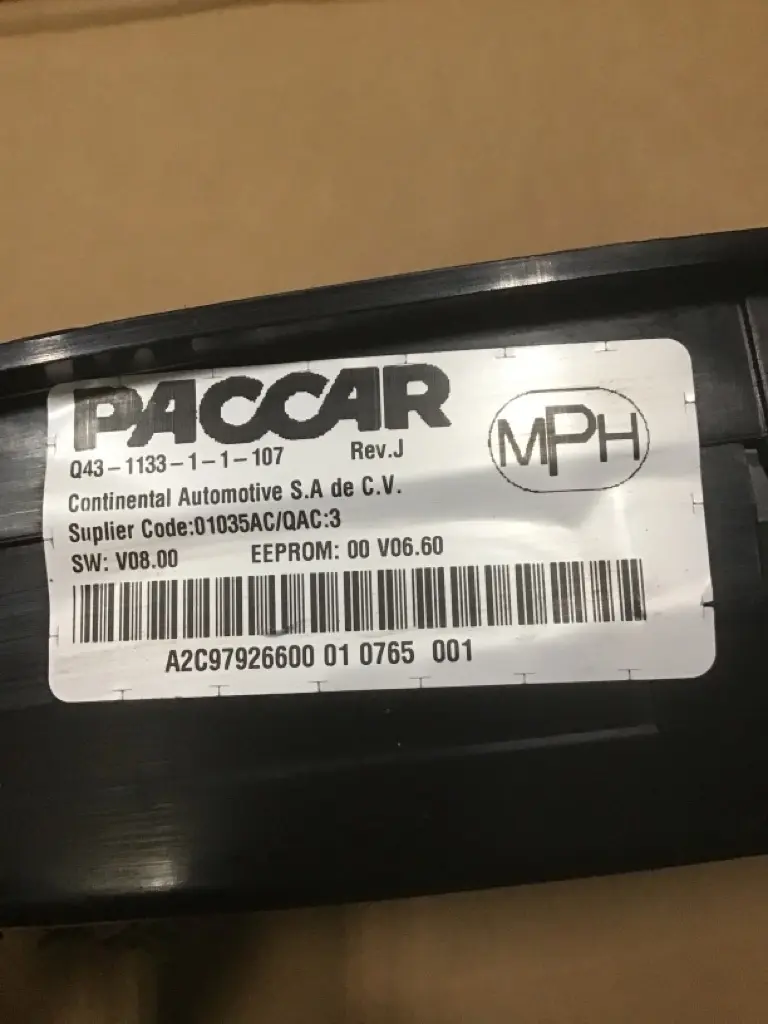 PACCAR
Q43-1133-1-1-107 Rev.J
MPH
Continental Automotive S.A de C.V.
Suplier Code:01035AC/QAC:3
SW: V08.00 EEPROM: 00 V06.60
A2C97926600 01 0765 001